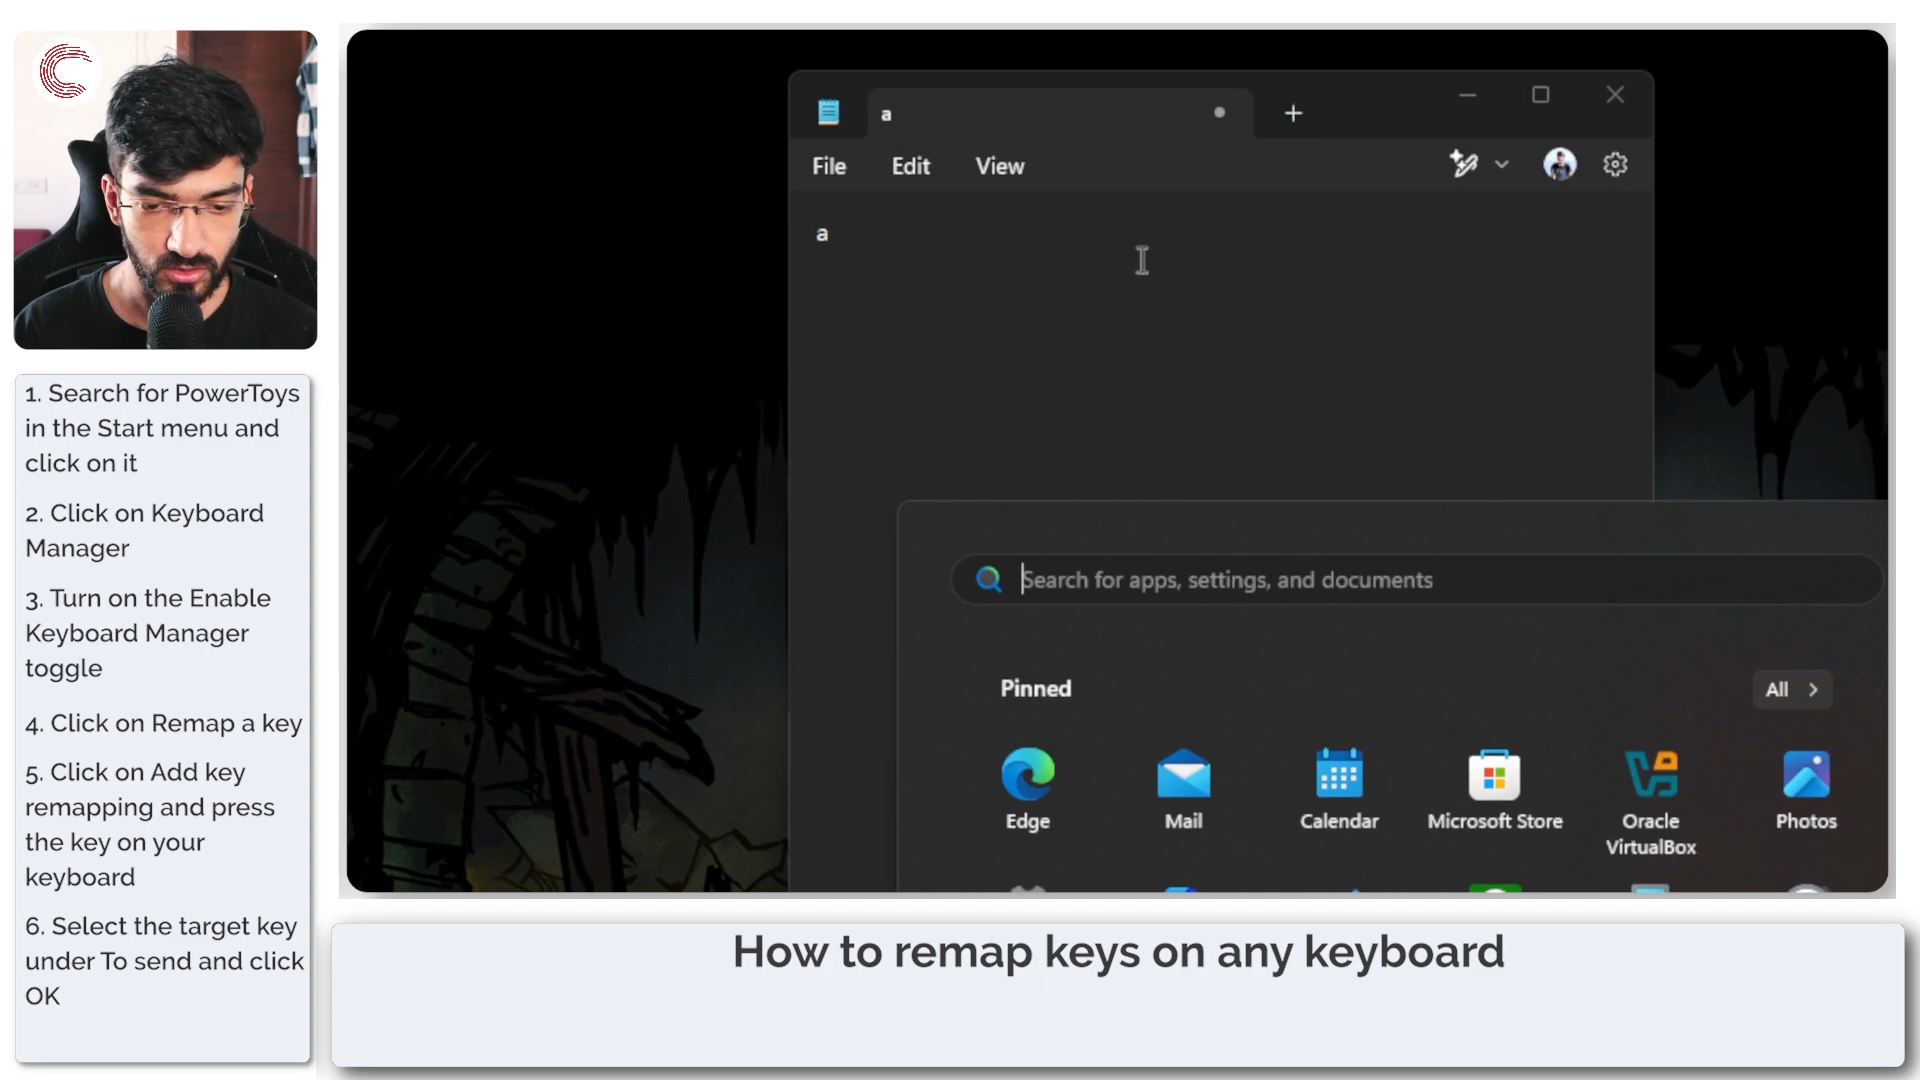 1. Search for PowerToys
in the Start menu and
click on it
2. Click on Keyboard
Manager
3. Turn on the Enable
Keyboard Manager
toggle
4. Click on Remap a key
5. Click on Add key
remapping and press
the key on your
keyboard
6. Select the target key
under To send and click
OK
a
File Edit View
a
Search for apps, settings, and documents
Pinned
All
Edge Mail Calendar Microsoft Store Oracle VirtualBox Photos
How to remap keys on any keyboard